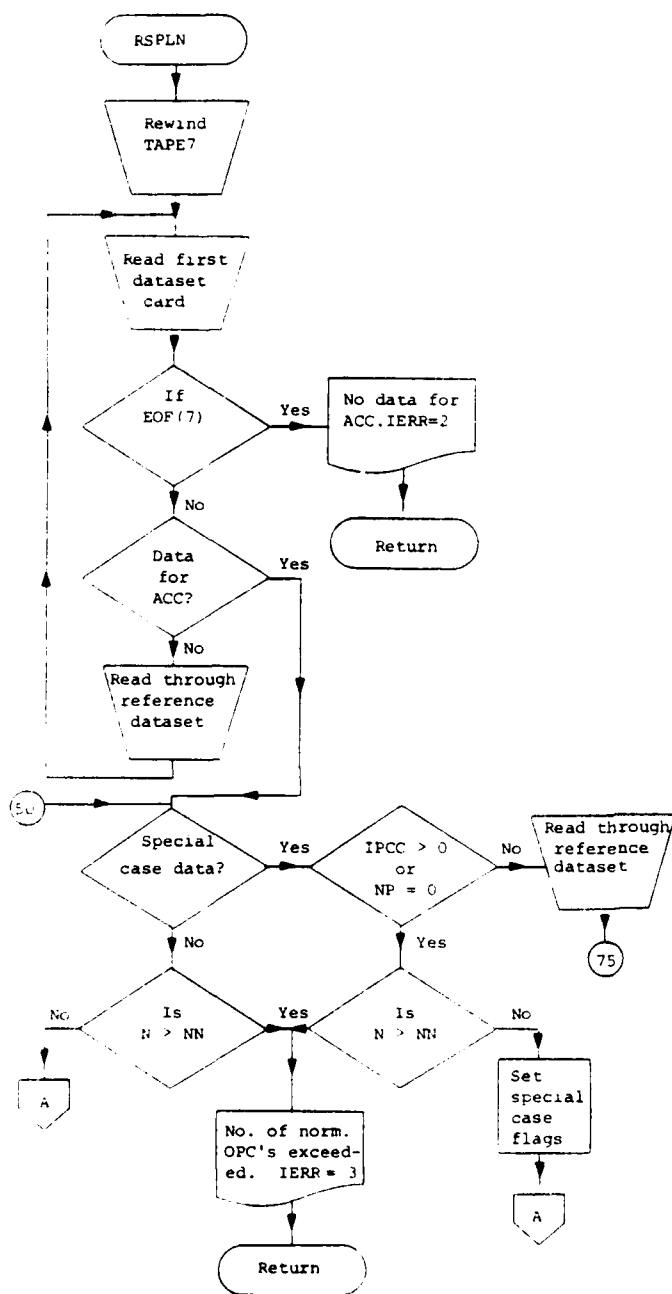 RSPLN
Rewind
TAPE7
Read first
dataset
card
If
EOF(7)
Yes
No data for
ACC.IERR=2
No
Return
Data
for
ACC?
Yes
No
Read through
reference
dataset
50
Special
case data?
Yes
IPCC > 0
or
NP = 0
No
Read through
reference
dataset
No
Yes
75
No
Is
N > NN
Yes
Is
N > NN
No
A
Set
special
case
flags
No. of norm.
OPC's exceed-
ed. IERR = 3
A
Return